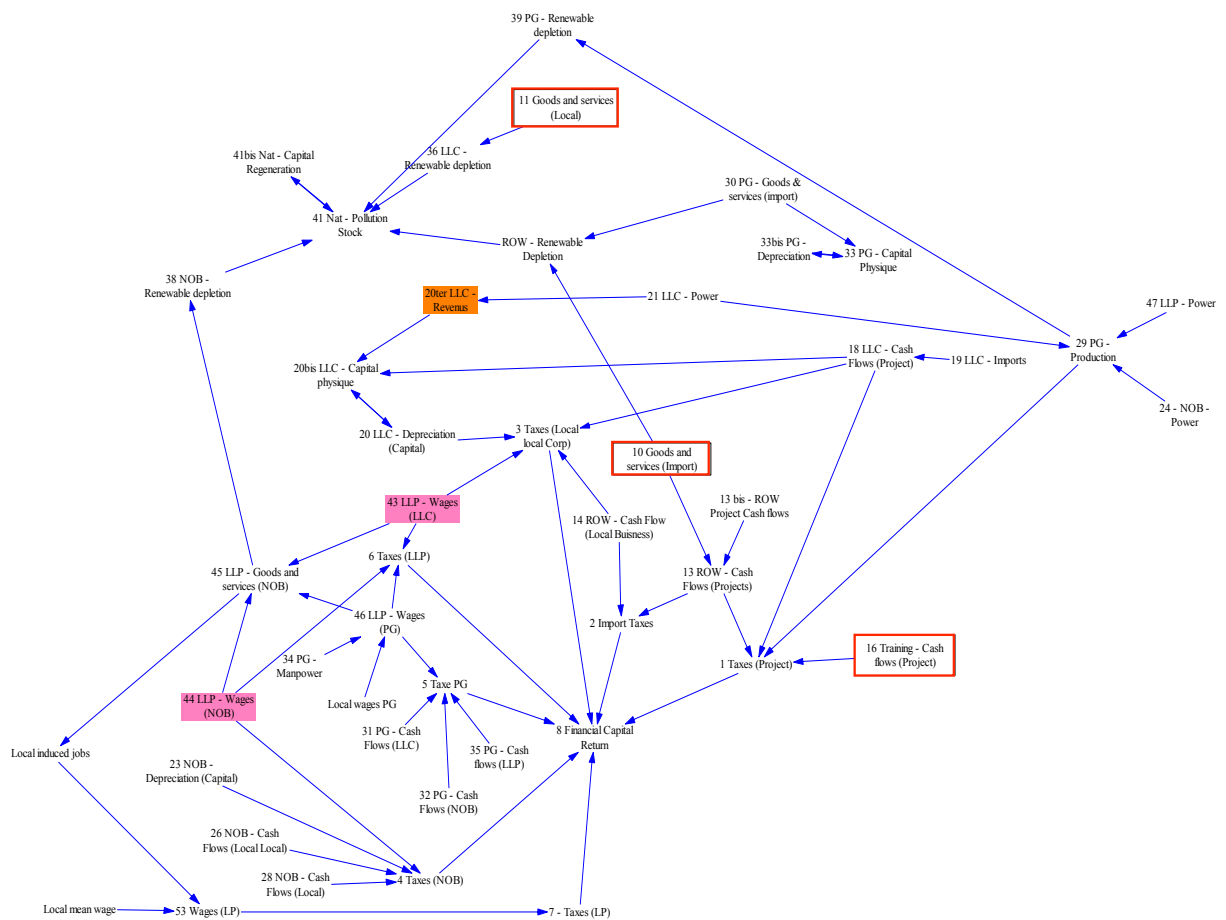 39 PG - Renewable
depletion
11 Goods and services
(Local)
41bis Nat - Capital
Regeneration
36 LLC -
Renewable depletion
30 PG - Goods &
services (import)
41 Nat - Pollution
Stock
ROW - Renewable
Depletion
33bis PG -
Depreciation
33 PG - Capital
Physique
38 NOB -
Renewable depletion
20ter LLC -
Revenus
21 LLC - Power
47 LLP - Power
29 PG -
Production
18 LLC - Cash
Flows (Project)
19 LLC - Imports
20bis LLC - Capital
physique
24 - NOB -
Power
20 LLC - Depreciation
(Capital)
3 Taxes (Local
local Corp)
10 Goods and
services (Import)
43 LLP - Wages
(LLC)
13 bis - ROW
Project Cash flows
14 ROW - Cash Flow
(Local Buisness)
6 Taxes (LLP)
45 LLP - Goods and
services (NOB)
13 ROW - Cash
Flows (Projects)
46 LLP - Wages
(PG)
2 Import Taxes
34 PG -
Manpower
16 Training - Cash
flows (Project)
1 Taxes (Project)
5 Taxe PG
44 LLP - Wages
(NOB)
Local wages PG
31 PG - Cash
Flows (LLC)
8 Financial Capital
Return
35 PG - Cash
flows (LLP)
Local induced jobs
23 NOB -
Depreciation (Capital)
32 PG - Cash
Flows (NOB)
26 NOB - Cash
Flows (Local Local)
28 NOB - Cash
Flows (Local)
4 Taxes (NOB)
Local mean wage
53 Wages (LP)
7 - Taxes (LP)